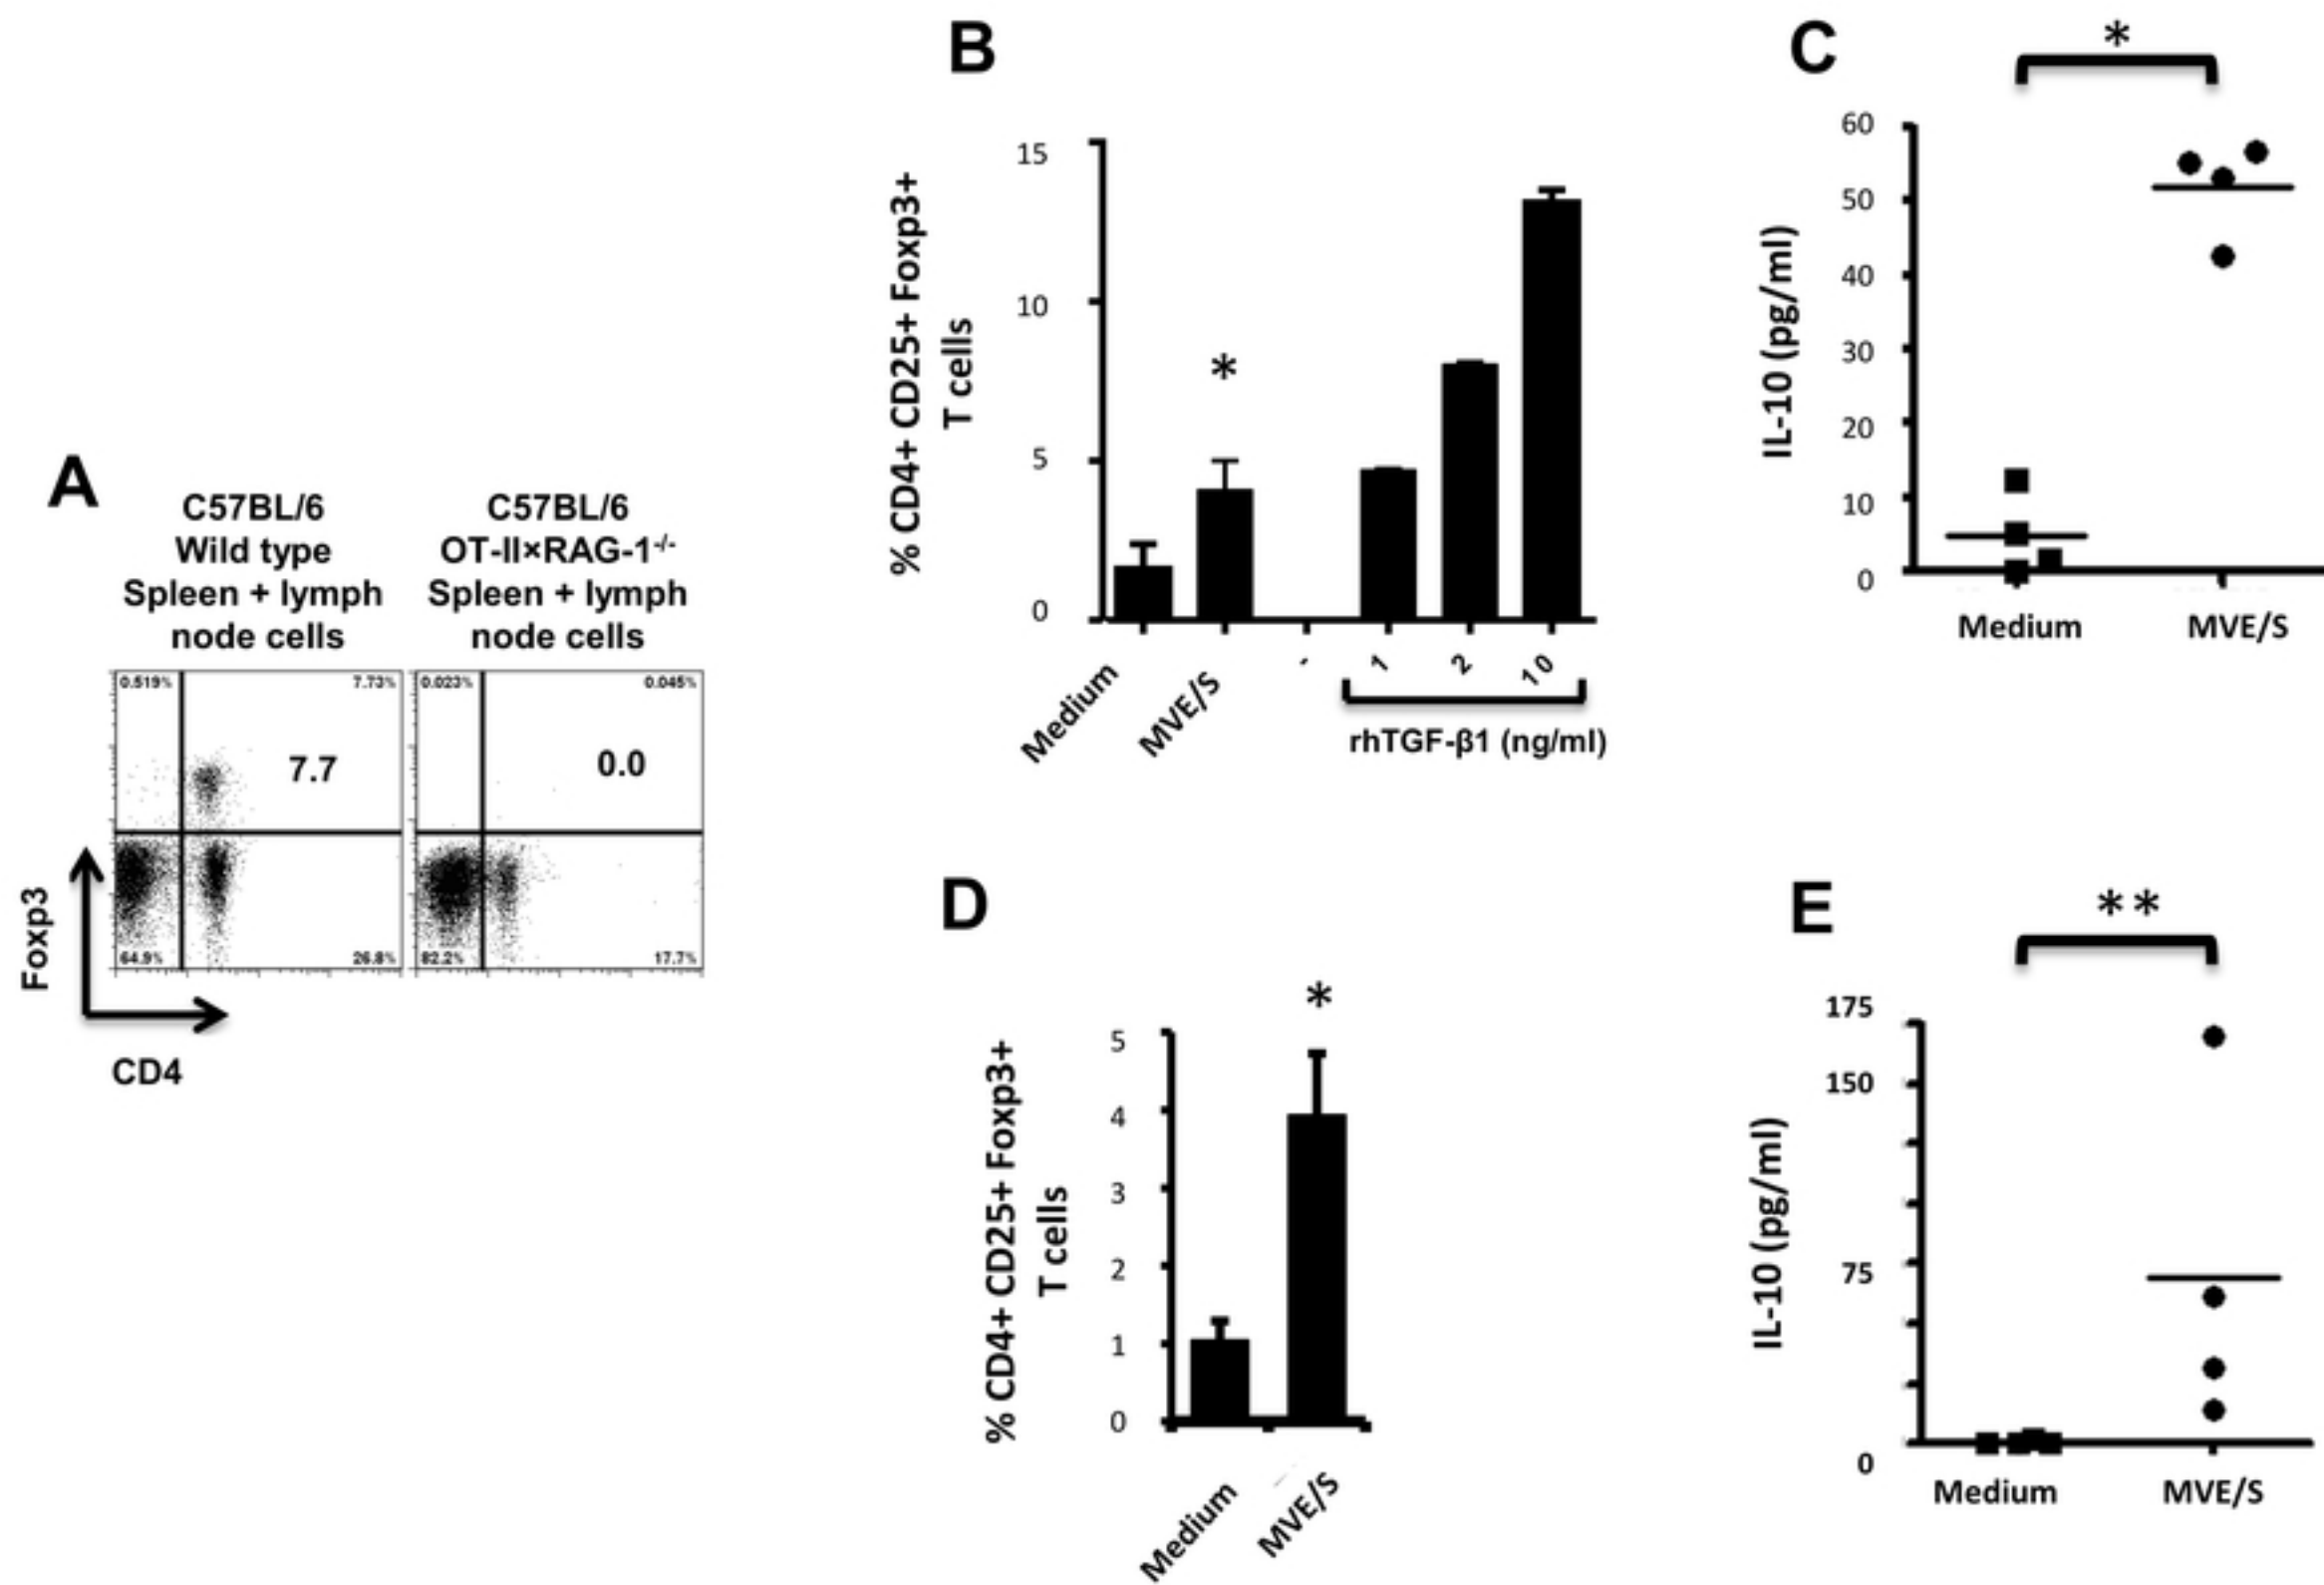 A
C57BL/6
Wild type
Spleen + lymph
node cells
C57BL/6
OT-II×RAG-1-/-
Spleen + lymph
node cells
0.519%
7.73%
0.023%
0.045%
7.7
0.0
64.9%
26.8%
82.2%
17.7%
Foxp3
CD4
B
% CD4+ CD25+ Foxp3+
T cells
15
10
5
0
*
Medium
MVE/S
-
1
2
10
rhTGF-β1 (ng/ml)
C
*
IL-10 (pg/ml)
60
50
40
30
20
10
0
Medium
MVE/S
D
% CD4+ CD25+ Foxp3+
T cells
5
4
3
2
1
0
*
Medium
MVE/S
E
**
IL-10 (pg/ml)
175
150
75
0
Medium
MVE/S